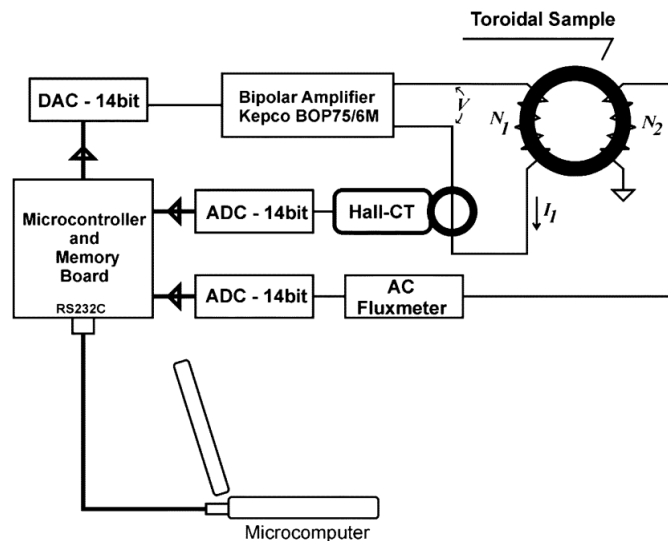 Toroidal Sample
DAC - 14bit
Bipolar Amplifier
Kepco BOP75/6M
V
N1
N2
Microcontroller
and
Memory
Board
RS232C
ADC - 14bit
Hall-CT
I1
ADC - 14bit
AC
Fluxmeter
Microcomputer